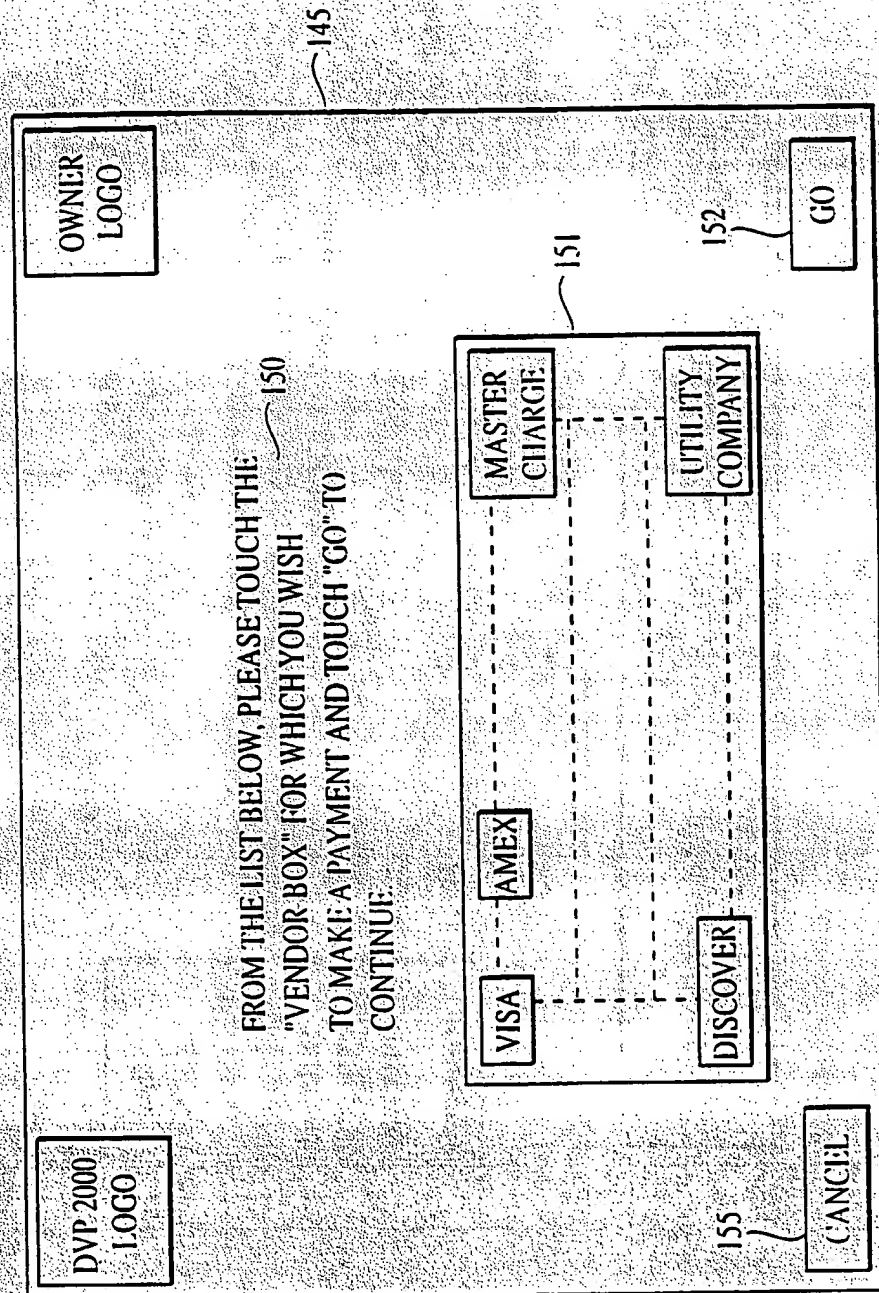 DVP 2000
LOGO
OWNER
LOGO
145
FROM THE LIST BELOW, PLEASE TOUCH THE
"VENDOR BOX" FOR WHICH YOU WISH
TO MAKE A PAYMENT AND TOUCH "GO" TO
CONTINUE.
150
151
VISA
AMEX
MASTER
CHARGE
DISCOVER
UTILITY
COMPANY
155
CANCEL
152
GO